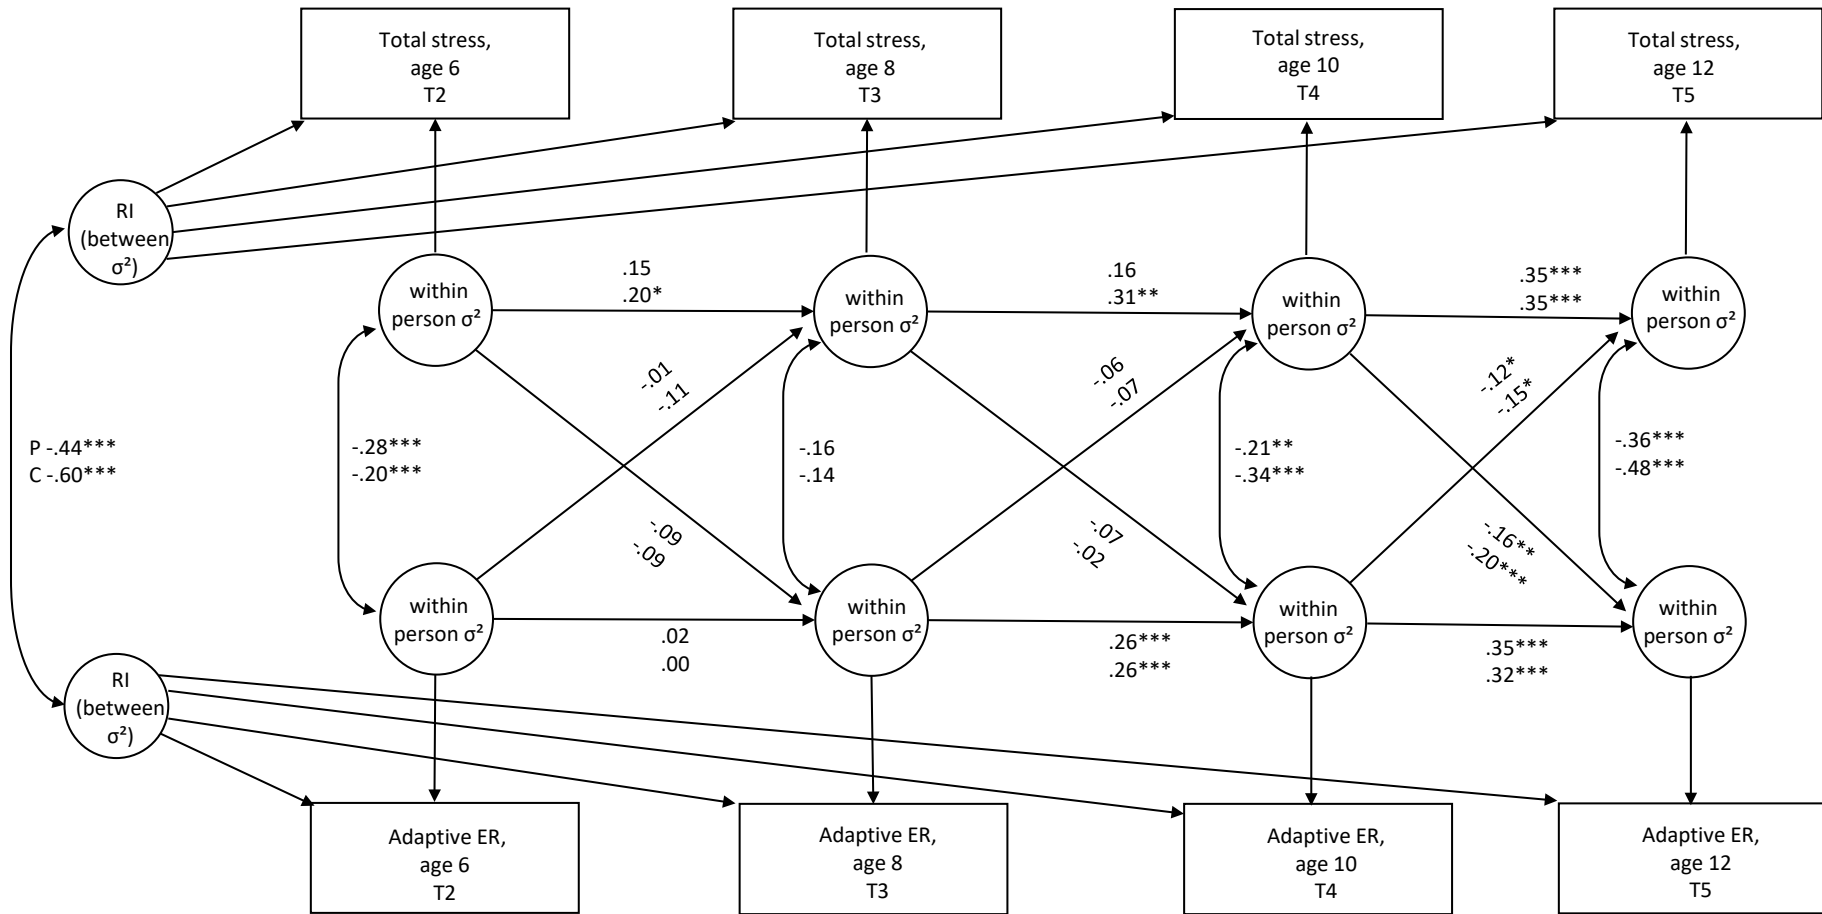 Total stress,
age 6
T2
Total stress,
age 8
T3
Total stress,
age 10
T4
Total stress,
age 12
T5
RI
(between
σ²)
within
person σ²
.15
.20*
within
person σ²
.16
.31**
within
person σ²
.35***
.35***
within
person σ²
P -.44***
C -.60***
-.28***
-.20***
-.01
-.11
-.09
-.09
-.16
-.14
-.06
-.07
-.07
-.02
-.21**
-.34***
-.12*
-.15*
-.16**
-.20***
-.36***
-.48***
within
person σ²
.02
.00
within
person σ²
.26***
.26***
within
person σ²
.35***
.32***
within
person σ²
RI
(between
σ²)
Adaptive ER,
age 6
T2
Adaptive ER,
age 8
T3
Adaptive ER,
age 10
T4
Adaptive ER,
age 12
T5